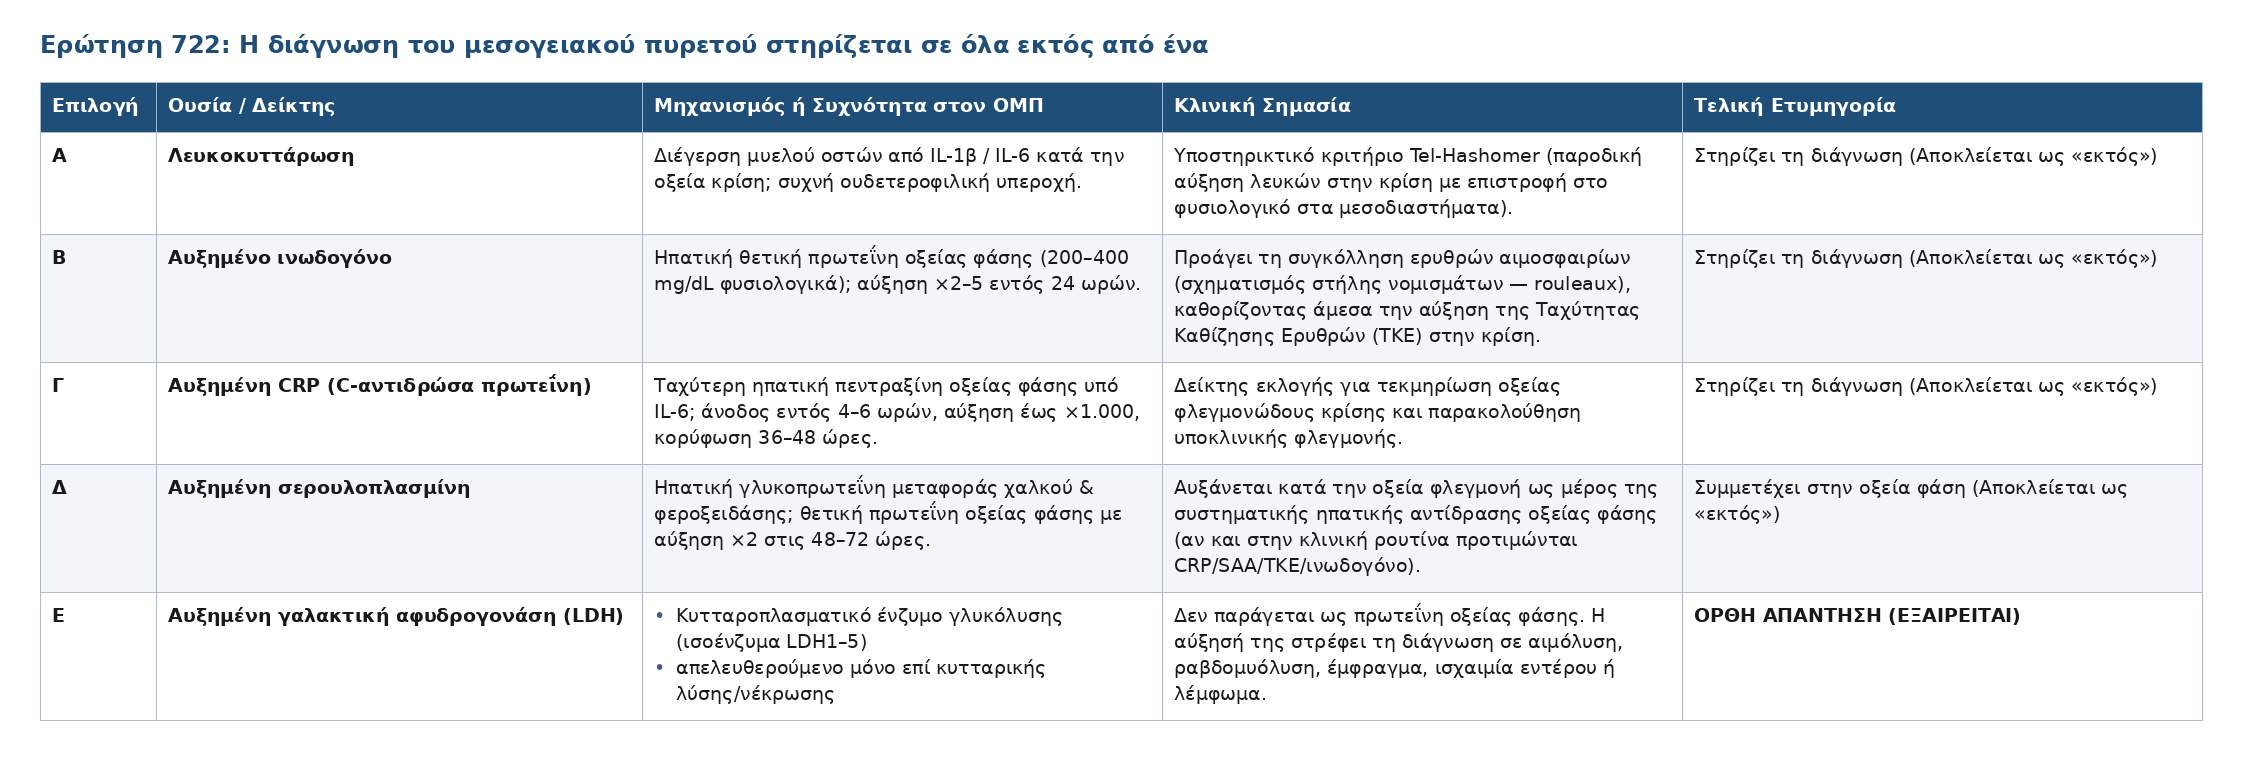 Ερώτηση 722: Η διάγνωση του μεσογειακού πυρετού στηρίζεται σε όλα εκτός από ένα
Επιλογή
Ουσία / Δείκτης
Μηχανισμός ή Συχνότητα στον ΟΜΠ
Κλινική Σημασία
Τελική Ετυμηγορία
Α
Λευκοκυττάρωση
Διέγερση μυελού οστών από IL-1β / IL-6 κατά την
οξεία κρίση; συχνή ουδετεροφιλική υπεροχή.
Υποστηρικτικό κριτήριο Tel-Hashomer (παροδική
αύξηση λευκών στην κρίση με επιστροφή στο
φυσιολογικό στα μεσοδιαστήματα).
Στηρίζει τη διάγνωση (Αποκλείεται ως «εκτός»)
Β
Αυξημένο ινωδογόνο
Ηπατική θετική πρωτεΐνη οξείας φάσης (200–400
mg/dL φυσιολογικά); αύξηση ×2–5 εντός 24 ωρών.
Προάγει τη συγκόλληση ερυθρών αιμοσφαιρίων
(σχηματισμός στήλης νομισμάτων — rouleaux),
καθορίζοντας άμεσα την αύξηση της Ταχύτητας
Καθίζησης Ερυθρών (ΤΚΕ) στην κρίση.
Στηρίζει τη διάγνωση (Αποκλείεται ως «εκτός»)
Γ
Αυξημένη CRP (C-αντιδρώσα πρωτεΐνη)
Ταχύτερη ηπατική πεντραξίνη οξείας φάσης υπό
IL-6; άνοδος εντός 4–6 ωρών, αύξηση έως ×1.000,
κορύφωση 36–48 ώρες.
Δείκτης εκλογής για τεκμηρίωση οξείας
φλεγμονώδους κρίσης και παρακολούθηση
υποκλινικής φλεγμονής.
Στηρίζει τη διάγνωση (Αποκλείεται ως «εκτός»)
Δ
Αυξημένη σερουλοπλασμίνη
Ηπατική γλυκοπρωτεΐνη μεταφοράς χαλκού &
φεροξειδάσης; θετική πρωτεΐνη οξείας φάσης με
αύξηση ×2 στις 48–72 ώρες.
Αυξάνεται κατά την οξεία φλεγμονή ως μέρος της
συστηματικής ηπατικής αντίδρασης οξείας φάσης
(αν και στην κλινική ρουτίνα προτιμώνται
CRP/SAA/ΤΚΕ/ινωδογόνο).
Συμμετέχει στην οξεία φάση (Αποκλείεται ως
«εκτός»)
Ε
Αυξημένη γαλακτική αφυδρογονάση (LDH)
• Κυτταροπλασματικό ένζυμο γλυκόλυσης
(ισοένζυμα LDH1–5)
• απελευθερούμενο μόνο επί κυτταρικής
λύσης/νέκρωσης
Δεν παράγεται ως πρωτεΐνη οξείας φάσης. Η
αύξησή της στρέφει τη διάγνωση σε αιμόλυση,
ραβδομυόλυση, έμφραγμα, ισχαιμία εντέρου ή
λέμφωμα.
ΟΡΘΗ ΑΠΑΝΤΗΣΗ (ΕΞΑΙΡΕΙΤΑΙ)